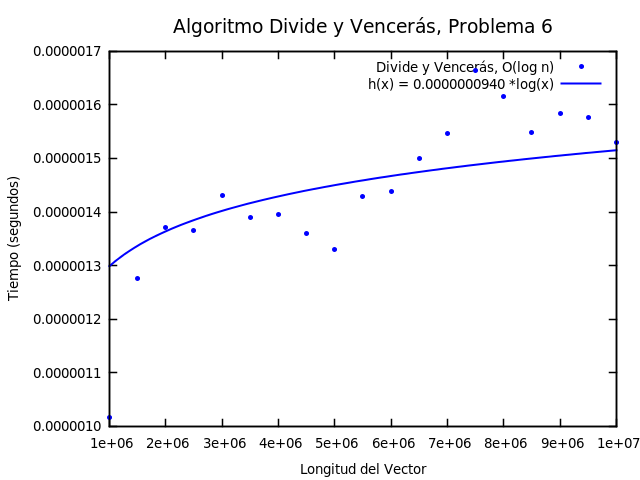 Algoritmo Divide y Vencerás, Problema 6
0.0000017
0.0000016
0.0000015
0.0000014
0.0000013
0.0000012
0.0000011
0.0000010
Tiempo (segundos)
Divide y Vencerás, O(log n)
h(x) = 0.0000000940 *log(x)
1e+06 2e+06 3e+06 4e+06 5e+06 6e+06 7e+06 8e+06 9e+06 1e+07
Longitud del Vector